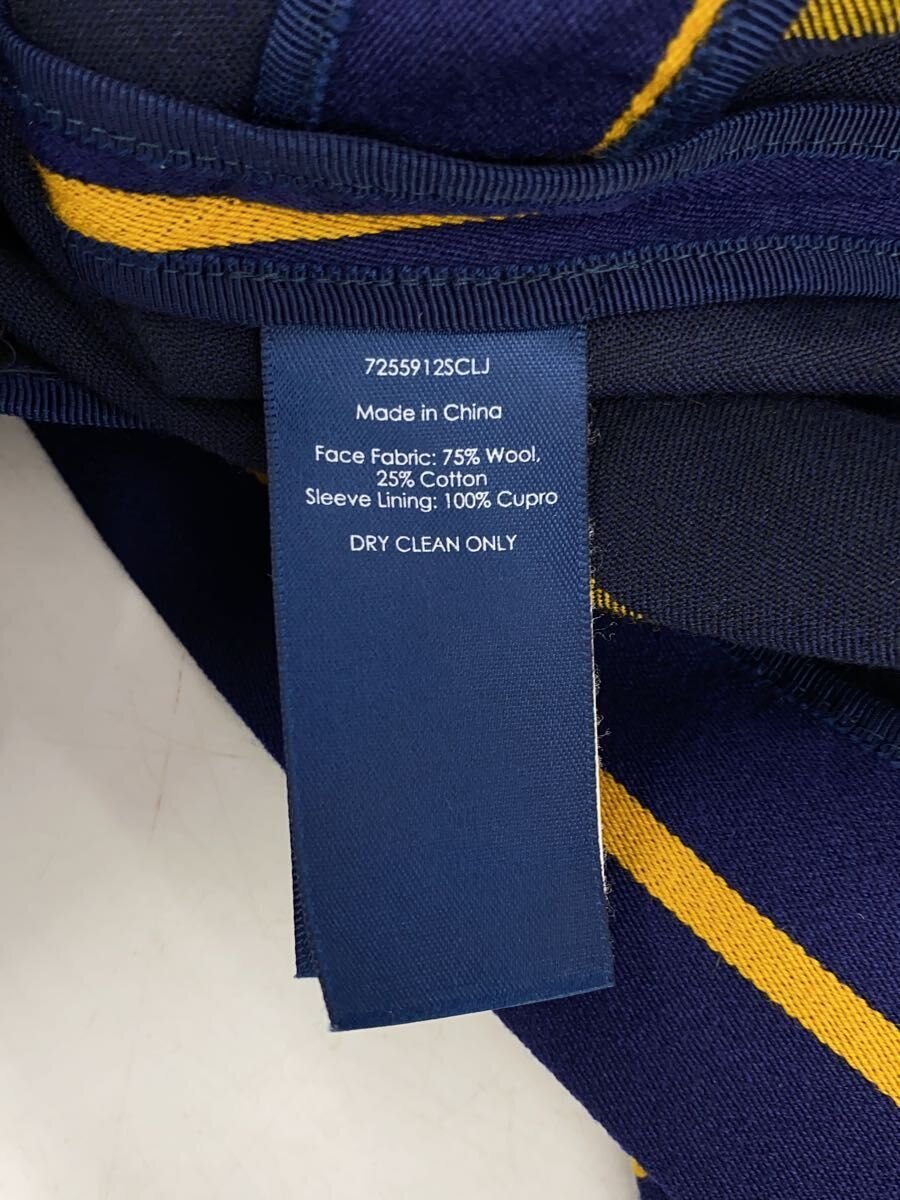 7255912SCLJ
Made in China
Face Fabric: 75% Wool,
25% Cotton
Sleeve Lining: 100% Cupro
DRY CLEAN ONLY